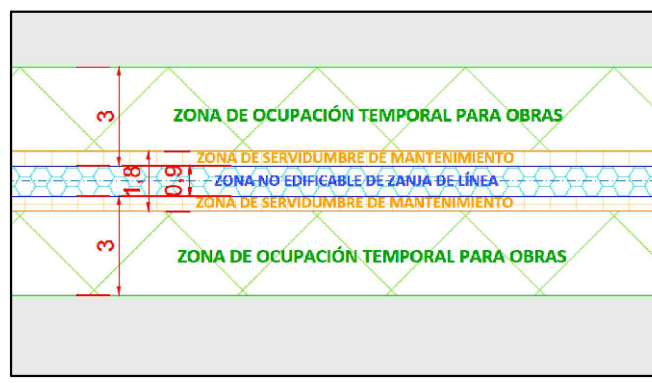 3
ZONA DE OCUPACIÓN TEMPORAL PARA OBRAS
ZONA DE SERVIDUMBRE DE MANTENIMIENTO
1,8
0,9
ZONA NO EDIFICABLE DE ZANJA DE LÍNEA
ZONA DE SERVIDUMBRE DE MANTENIMIENTO
3
ZONA DE OCUPACIÓN TEMPORAL PARA OBRAS